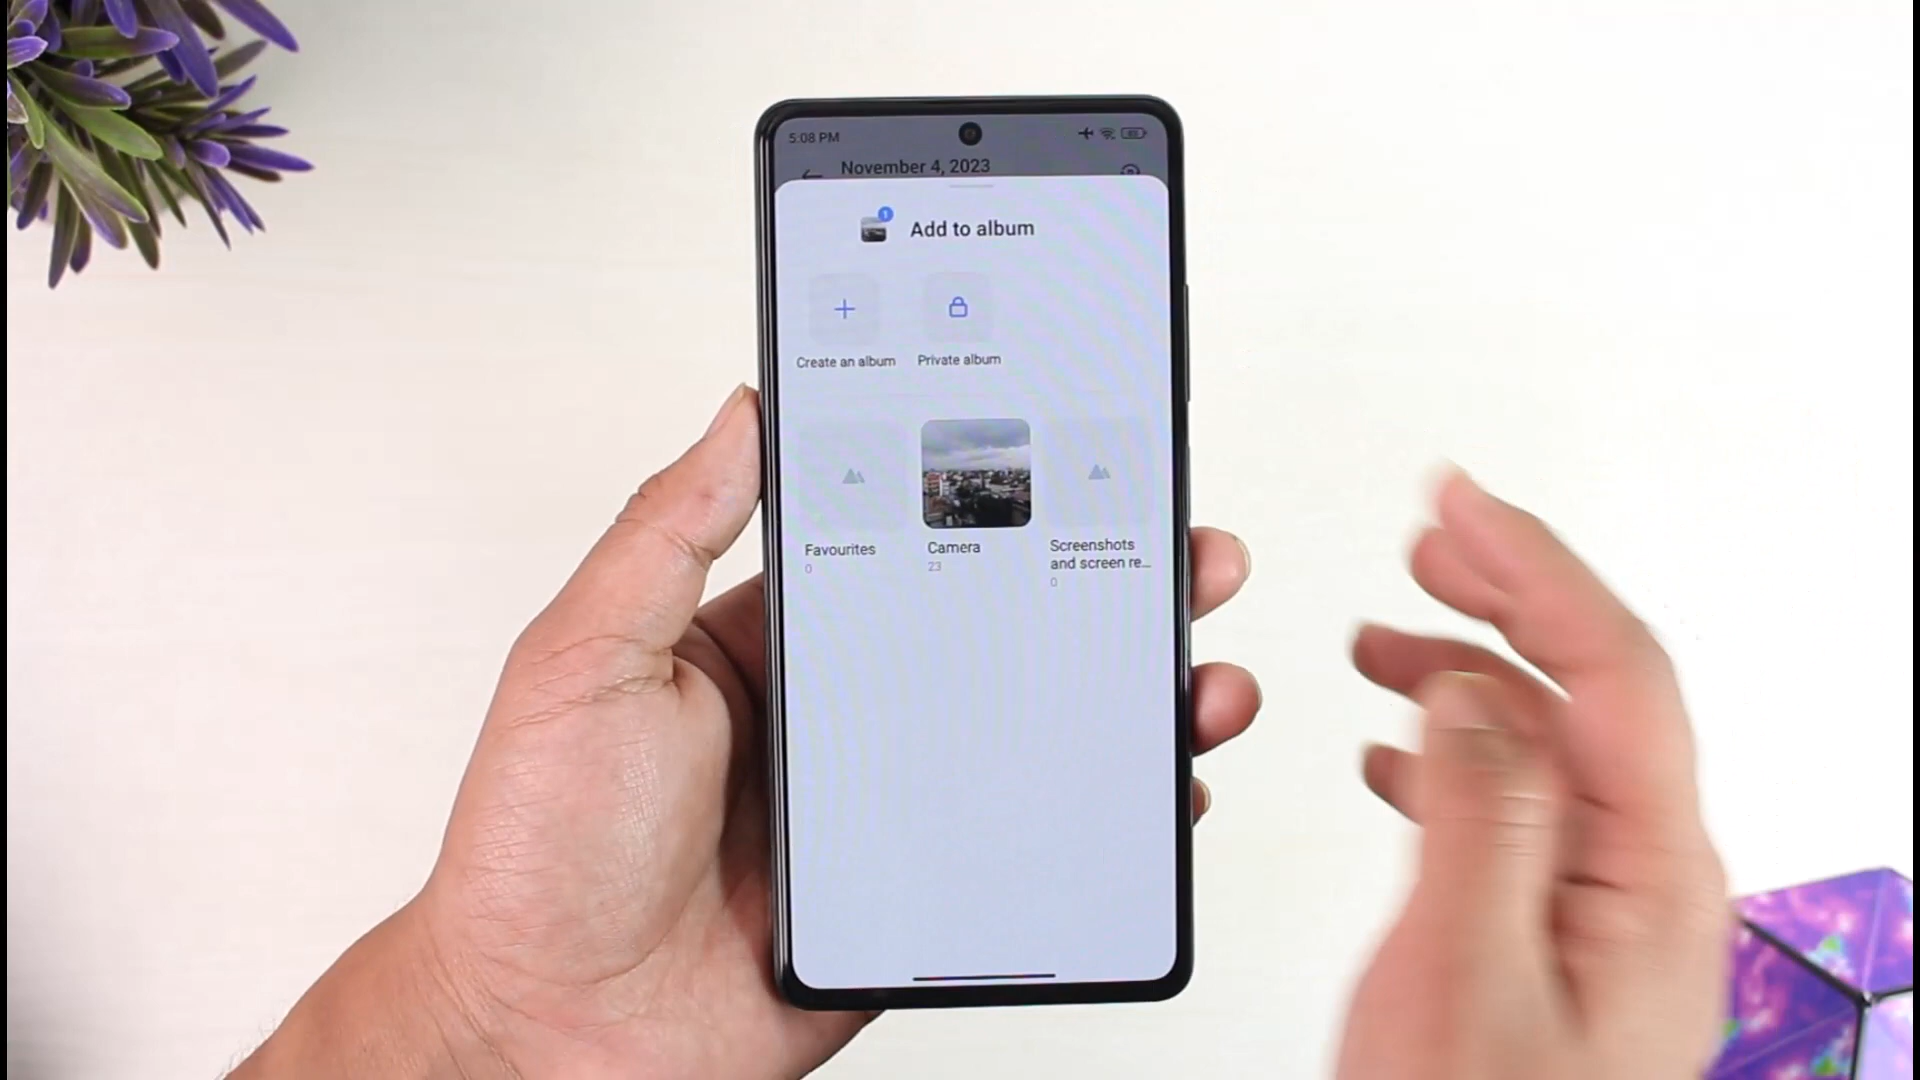 5:08 PM
November 4, 2023
1
Add to album
Create an album
Private album
Favourites
0
Camera
23
Screenshots
and screen re...
0